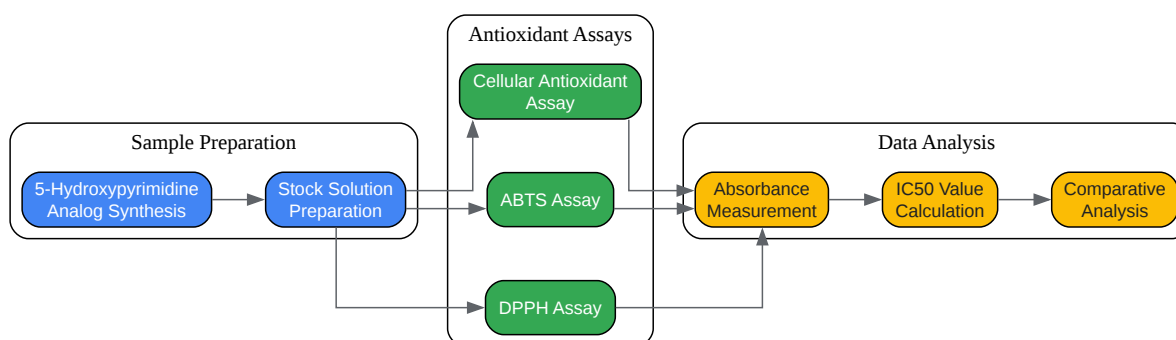 Sample Preparation
5-Hydroxypyrimidine
Analog Synthesis
Stock Solution
Preparation
Antioxidant Assays
Cellular Antioxidant
Assay
ABTS Assay
DPPH Assay
Data Analysis
Absorbance
Measurement
IC50 Value
Calculation
Comparative
Analysis